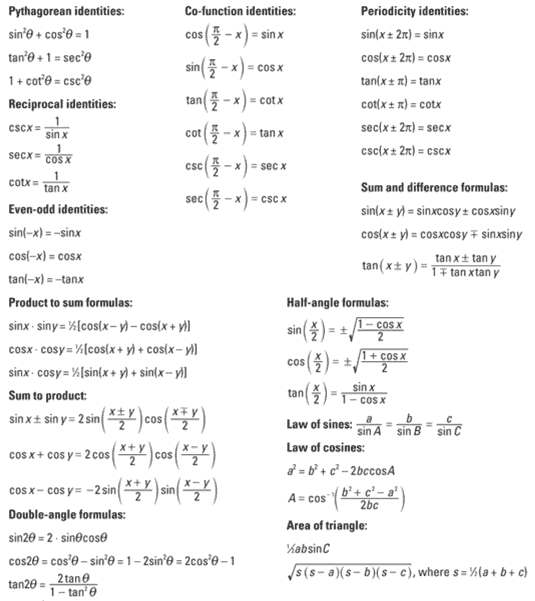 Pythagorean identities:
sin²θ + cos²θ = 1
tan²θ + 1 = sec²θ
1 + cot²θ = csc²θ
Reciprocal identities:
cscx = 1/sin x
secx = 1/cos x
cotx = 1/tan x
Even-odd identities:
sin(–x) = –sinx
cos(–x) = cosx
tan(–x) = –tanx
Co-function identities:
cos(π/2 – x) = sin x
sin(π/2 – x) = cos x
tan(π/2 – x) = cot x
cot(π/2 – x) = tan x
csc(π/2 – x) = sec x
sec(π/2 – x) = csc x
Periodicity identities:
sin(x ± 2π) = sinx
cos(x ± 2π) = cosx
tan(x ± π) = tanx
cot(x ± π) = cotx
sec(x ± 2π) = secx
csc(x ± 2π) = cscx
Sum and difference formulas:
sin(x ± y) = sinxcosy ± cosxsiny
cos(x ± y) = cosxcosy ∓ sinxsiny
tan(x ± y) = (tan x ± tan y)/(1 ∓ tan xtan y)
Product to sum formulas:
sinx · siny = ½[cos(x – y) – cos(x + y)]
cosx · cosy = ½[cos(x + y) + cos(x – y)]
sinx · cosy = ½[sin(x + y) + sin(x – y)]
Sum to product:
sin x ± sin y = 2 sin((x ± y)/2) cos((x ∓ y)/2)
cos x + cos y = 2 cos((x + y)/2) cos((x – y)/2)
cos x – cos y = –2 sin((x + y)/2) sin((x – y)/2)
Double-angle formulas:
sin2θ = 2 · sinθcosθ
cos2θ = cos²θ – sin²θ = 1 – 2sin²θ = 2cos²θ – 1
tan2θ = 2 tan θ/(1 – tan²θ)
Half-angle formulas:
sin(x/2) = ±√((1 – cos x)/2)
cos(x/2) = ±√((1 + cos x)/2)
tan(x/2) = sin x/(1 – cos x)
Law of sines: a/sin A = b/sin B = c/sin C
Law of cosines:
a² = b² + c² – 2bccosA
A = cos⁻¹((b² + c² – a²)/2bc)
Area of triangle:
½absinC
√(s(s – a)(s – b)(s – c)), where s = ½(a + b + c)